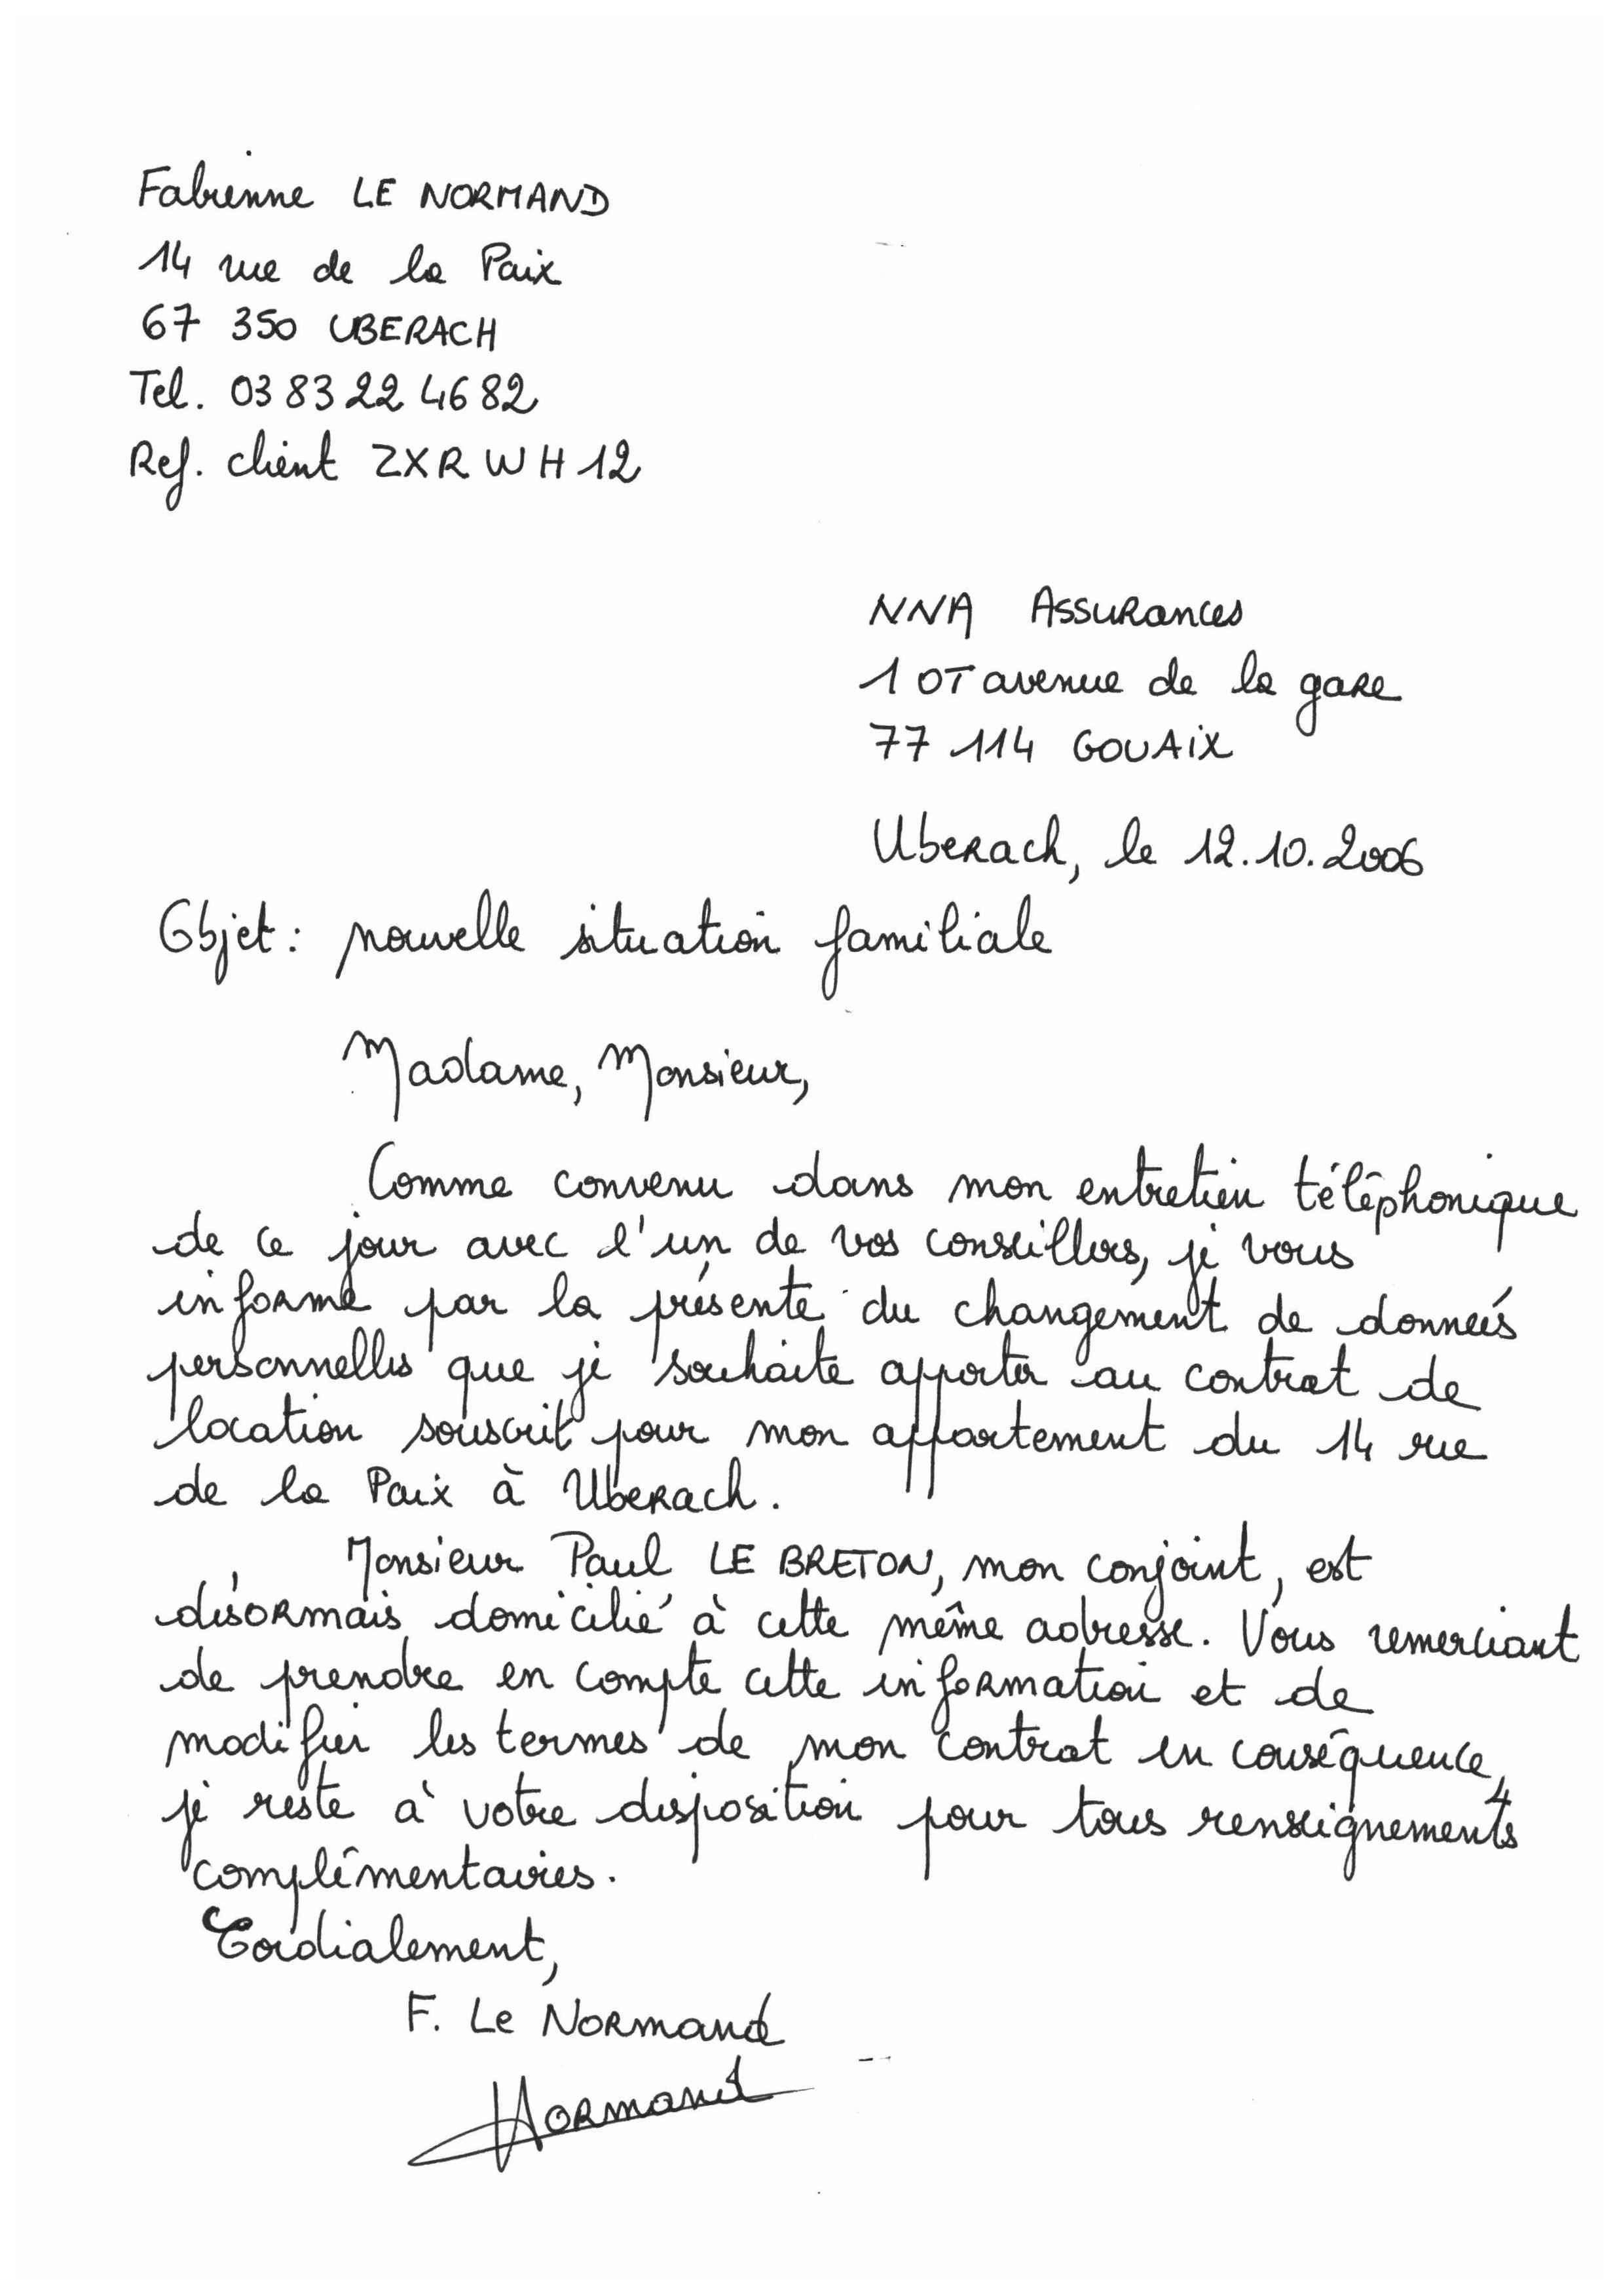 Fabienne LE NORMAND
14 rue de la Paix
67 350 UBERACH
Tel. 03 83 22 46 82
Ref. client ZXRWH12
NNA Assurances
1 OT avenue de la gare
77 114 GOUAIX
Uberach, le 12.10.2006
Objet : nouvelle situation familiale
Madame, Monsieur,
Comme convenu dans mon entretien téléphonique
de ce jour avec l'un de vos conseillers, je vous
informe par la présente du changement de données
personnelles que je souhaite apporter au contrat de
location souscrit pour mon appartement du 14 rue
de la Paix à Uberach.
Monsieur Paul LE BRETON, mon conjoint, est
désormais domicilié à cette même adresse. Vous remerciant
de prendre en compte cette information et de
modifier les termes de mon contrat en conséquence,
je reste à votre disposition pour tous renseignements
complémentaires.
Cordialement,
F. Le Normand
Normand